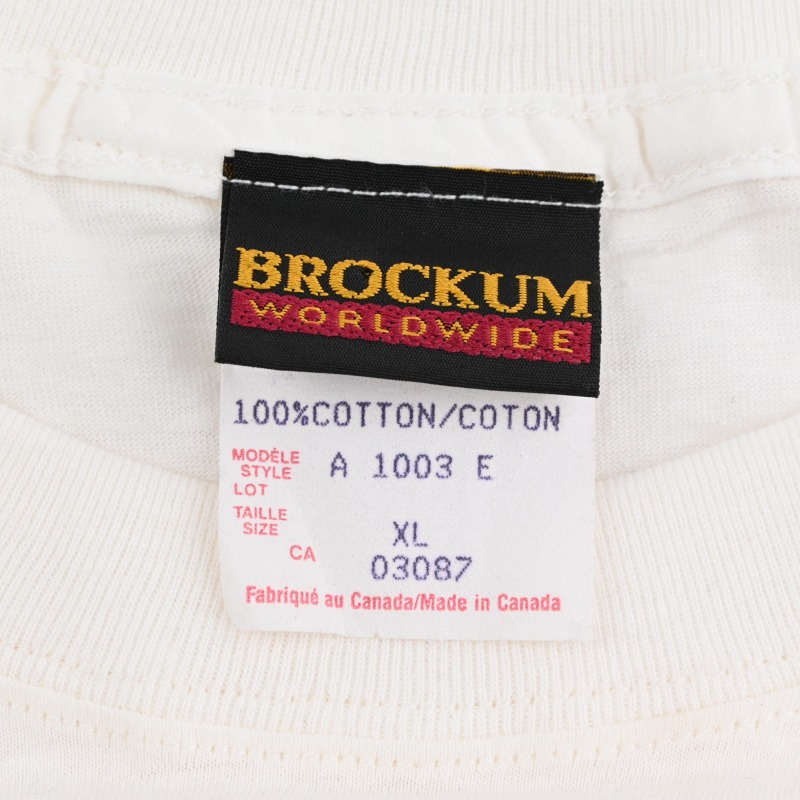 BROCKUM
WORLDWIDE
100%COTTON/COTON
MODÈLE
STYLE A 1003 E
LOT
TAILLE
SIZE XL
CA 03087
Fabriqué au Canada/Made in Canada